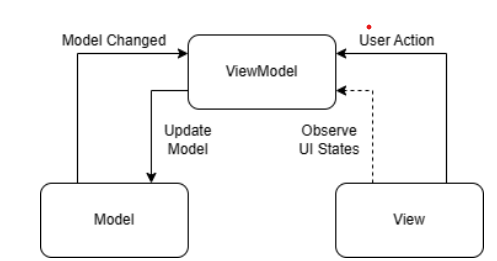 Model Changed
User Action
ViewModel
Update
Model
Observe
UI States
Model
View